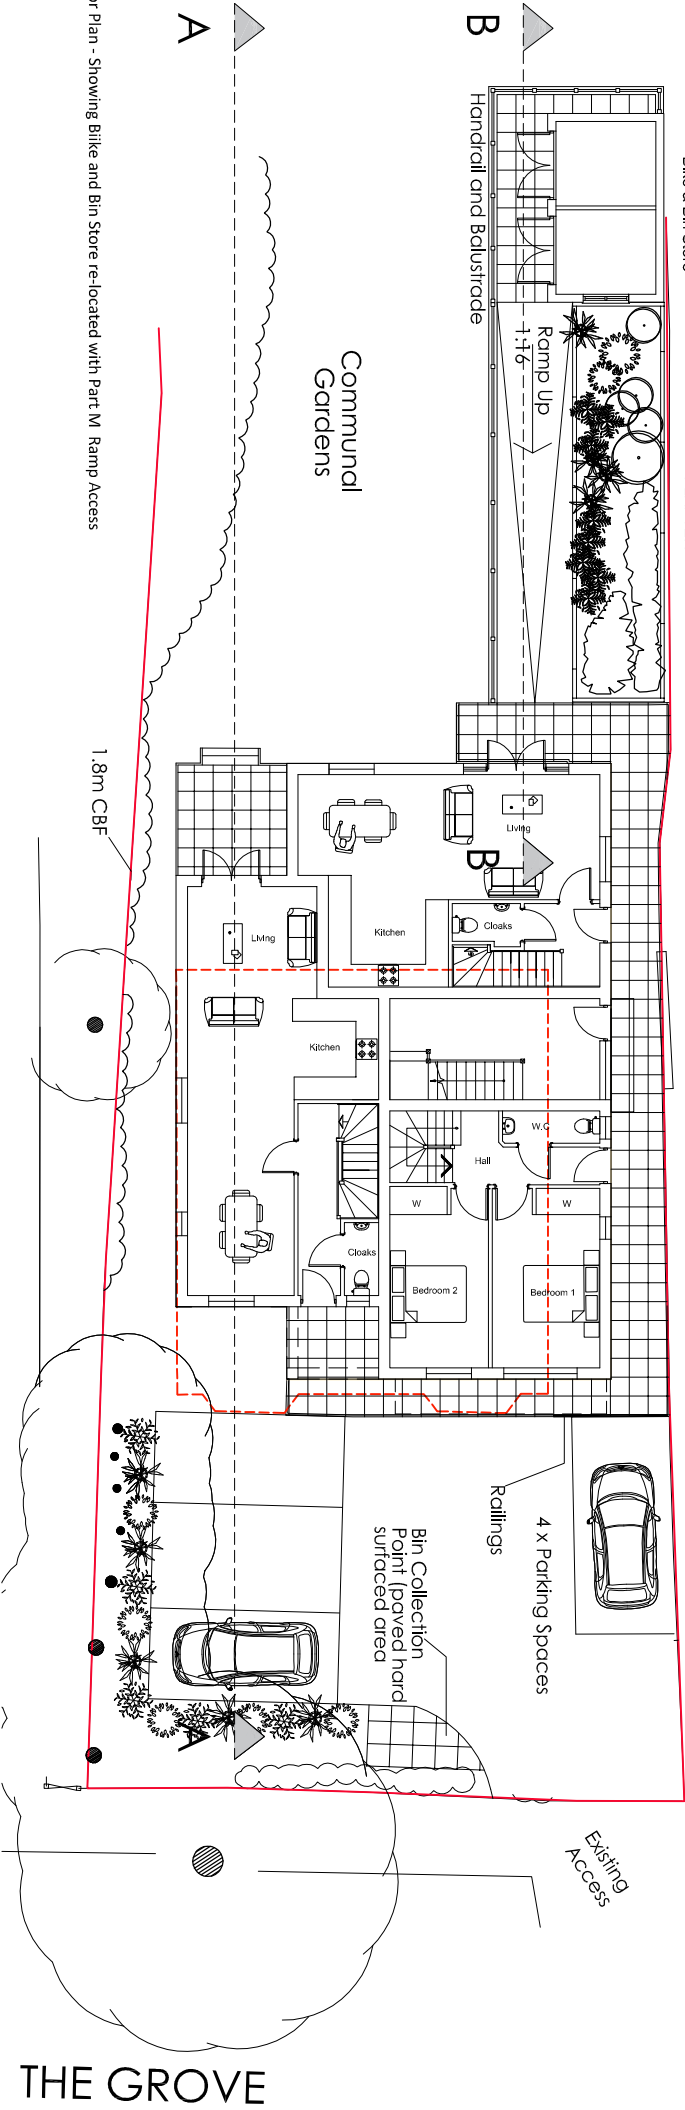 A
B
or Plan - Showing Biike and Bin Store re-located with Part M Ramp Access
Handrail and Balustrade
Ramp Up
1:16
Communal
Gardens
1.8m CBF
Living
B
Cloaks
Kitchen
Living
Kitchen
W.C
Hall
W
W
Cloaks
Bedroom 2
Bedroom 1
Railings
4 x Parking Spaces
Bin Collection
Point (paved hard
surfaced area
A
Existing
Access
THE GROVE